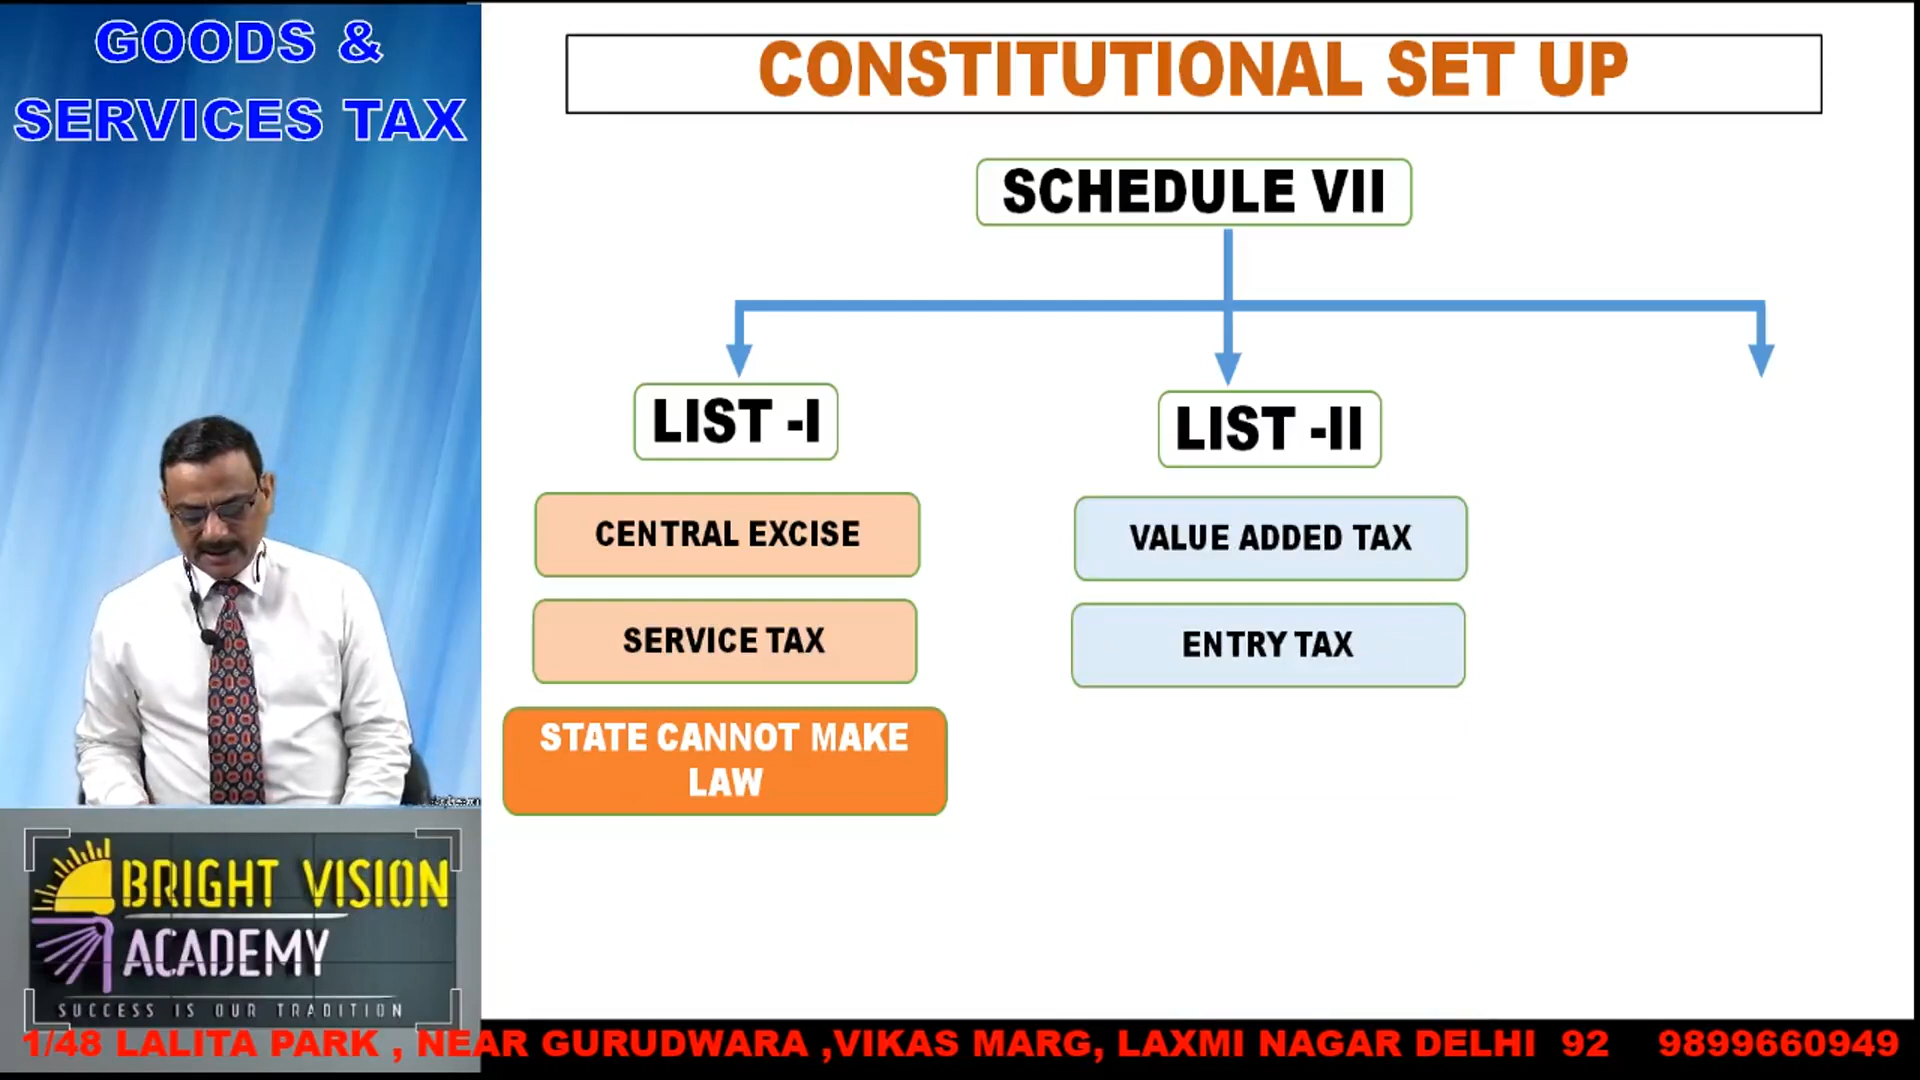 GOODS &
SERVICES TAX
CONSTITUTIONAL SET UP
SCHEDULE VII
LIST -I
LIST -II
CENTRAL EXCISE
VALUE ADDED TAX
SERVICE TAX
ENTRY TAX
STATE CANNOT MAKE
LAW
BRIGHT VISION
ACADEMY
SUCCESS IS OUR TRADITION
1/48 LALITA PARK , NEAR GURUDWARA ,VIKAS MARG, LAXMI NAGAR DELHI 92 9899660949